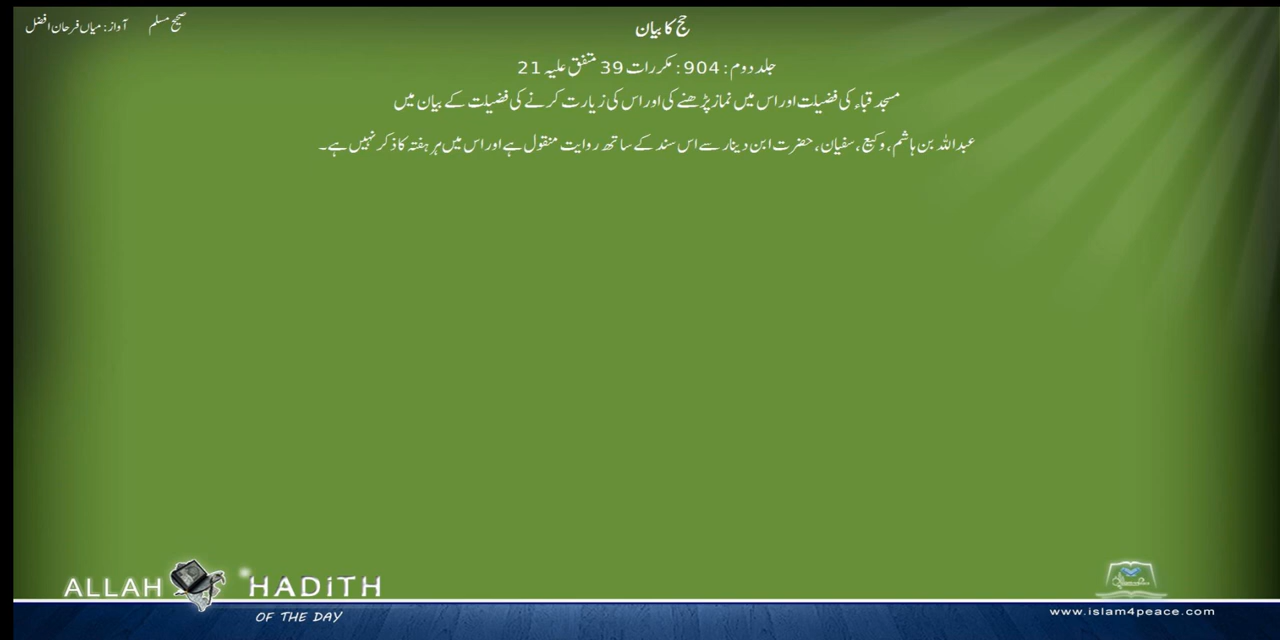 حج کا بیان
صحیح مسلم آواز: میاں فرحان افضل
جلد دوم : 904 : مکررات 39 متفق علیہ 21
مسجد قباء کی فضیلت اور اس میں نماز پڑھنے کی اور اس کی زیارت کرنے کی فضیلت کے بیان میں
عبداللہ بن ہاشم، وکیع، سفیان، حضرت ابن دینار سے اس سند کے ساتھ روایت منقول ہے اور اس میں ہر ہفتہ کا ذکر نہیں ہے۔
ALLAH HADITH
OF THE DAY
www.islam4peace.com